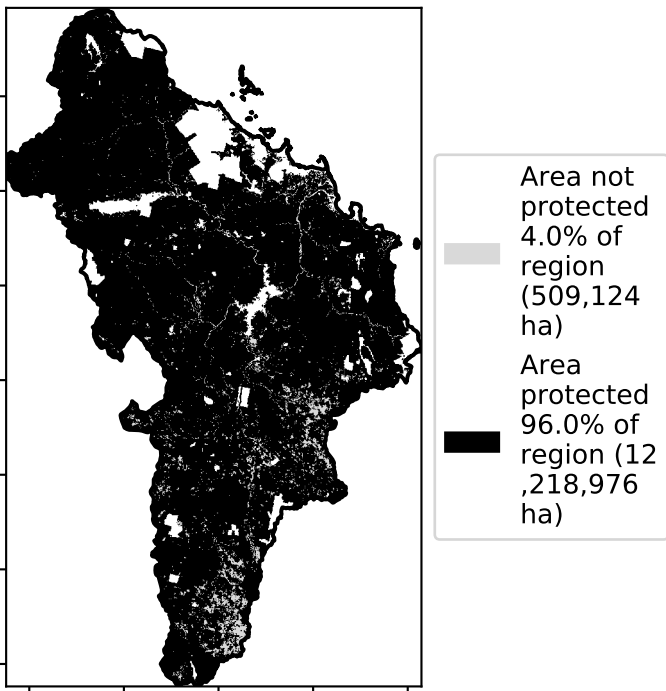 Area not
protected
4.0% of
region
(509,124
ha)
Area
protected
96.0% of
region (12
,218,976
ha)